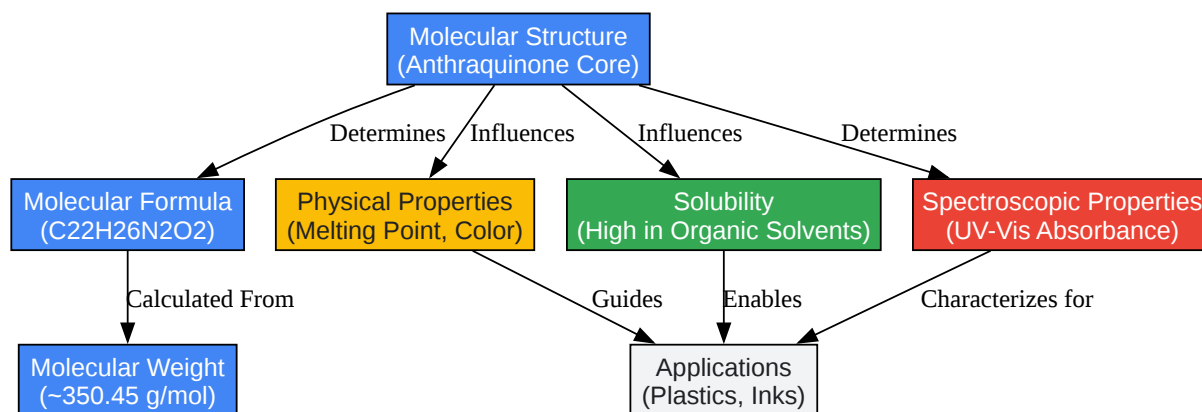 Molecular Structure
(Anthraquinone Core)
Determines
Influences
Influences
Determines
Molecular Formula
(C22H26N2O2)
Physical Properties
(Melting Point, Color)
Solubility
(High in Organic Solvents)
Spectroscopic Properties
(UV-Vis Absorbance)
Calculated From
Guides
Enables
Characterizes for
Molecular Weight
(~350.45 g/mol)
Applications
(Plastics, Inks)